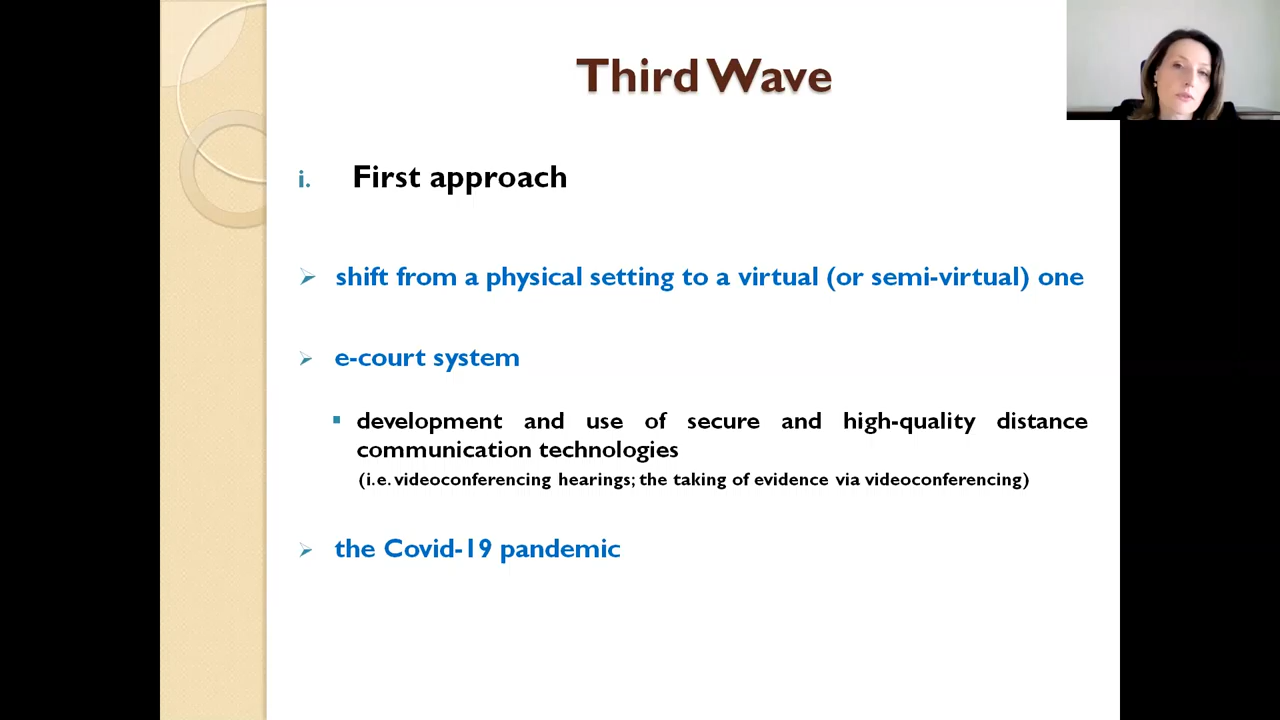 Third Wave
i. First approach
shift from a physical setting to a virtual (or semi-virtual) one
e-court system
development and use of secure and high-quality distance
communication technologies
(i.e. videoconferencing hearings; the taking of evidence via videoconferencing)
the Covid-19 pandemic